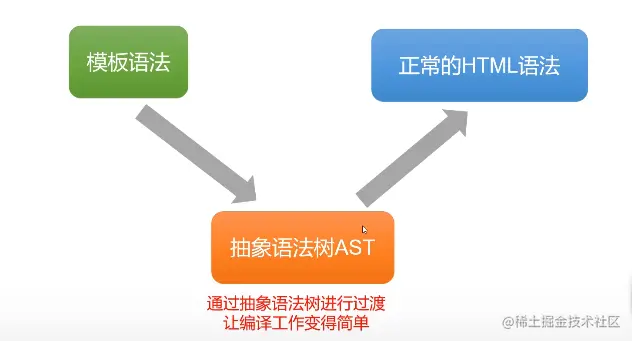 模板语法
正常的HTML语法
抽象语法树AST
通过抽象语法树进行过渡
让编译工作变得简单
@稀土掘金技术社区